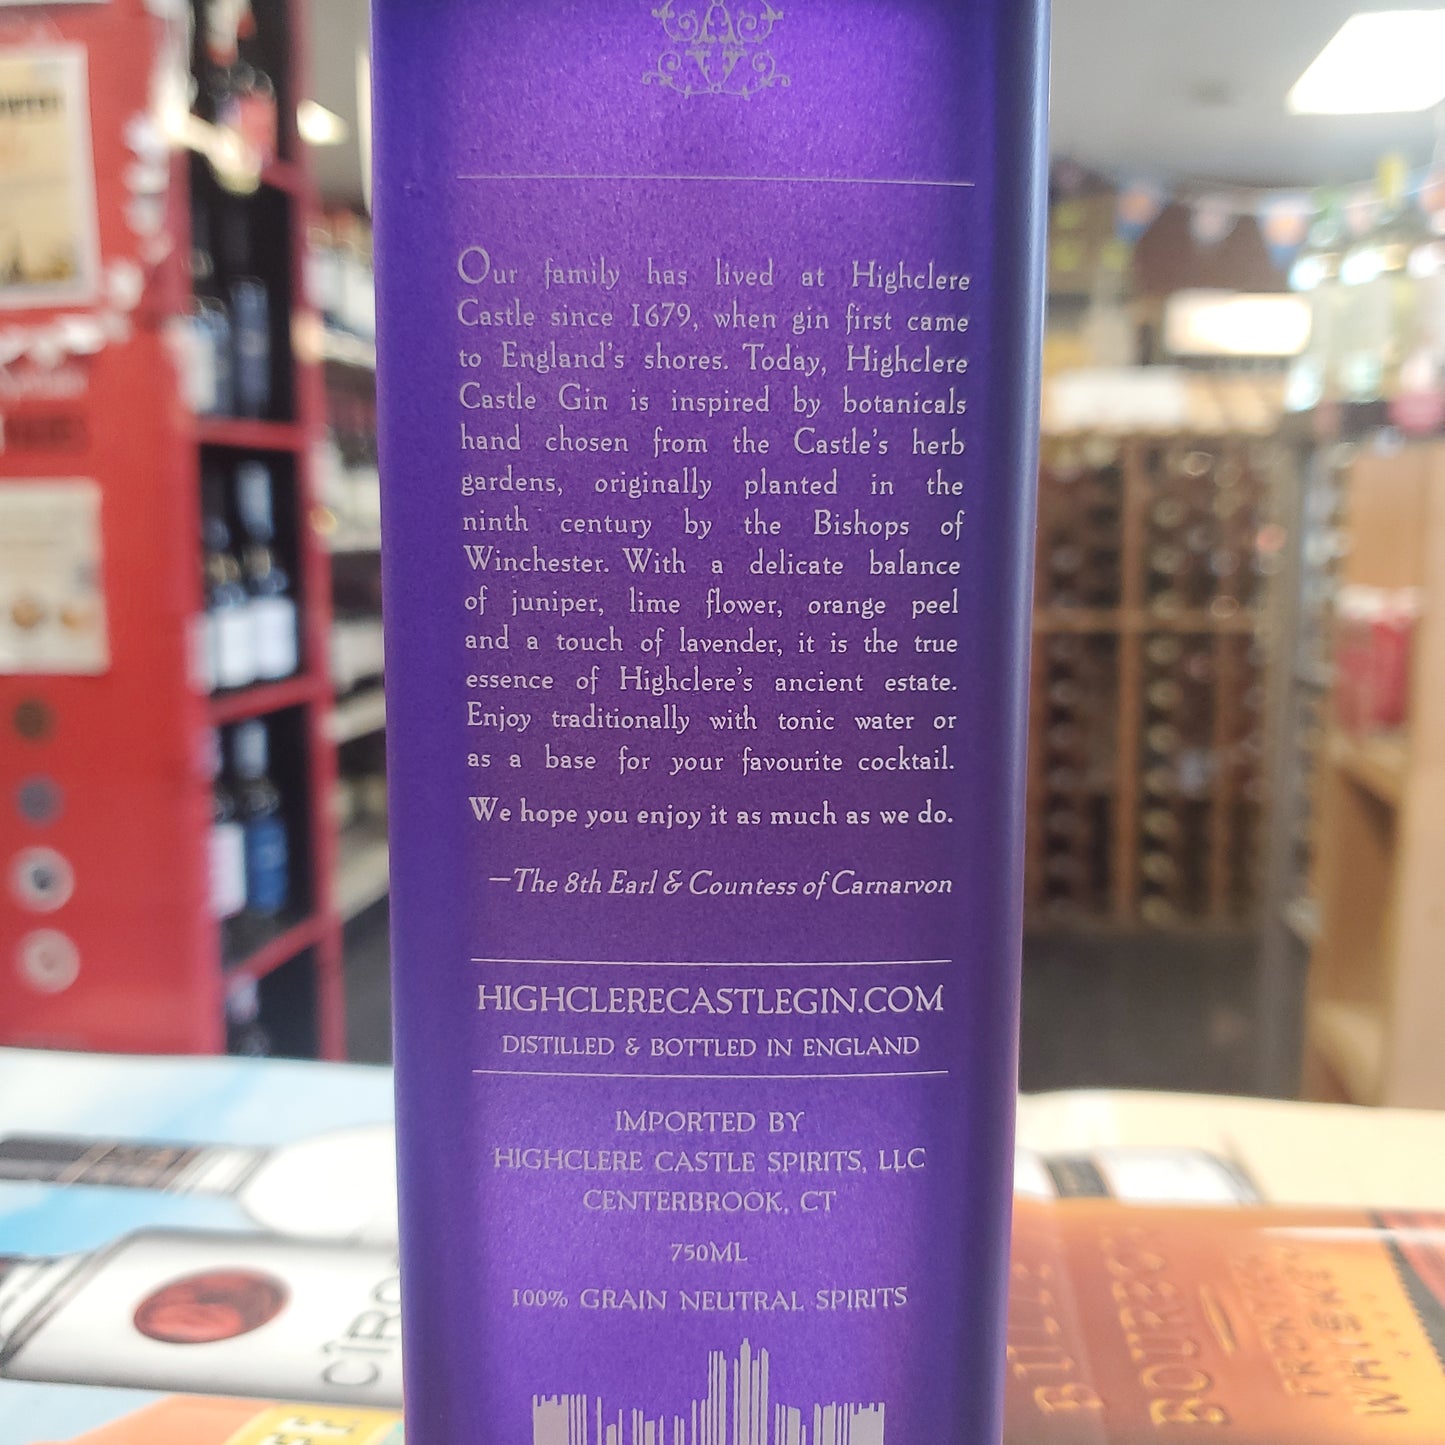 Our family has lived at Highclere
Castle since 1679, when gin first came
to England's shores. Today, Highclere
Castle Gin is inspired by botanicals
hand chosen from the Castle's herb
gardens, originally planted in the
ninth century by the Bishops of
Winchester. With a delicate balance
of juniper, lime flower, orange peel
and a touch of lavender, it is the true
essence of Highclere's ancient estate.
Enjoy traditionally with tonic water or
as a base for your favourite cocktail.
We hope you enjoy it as much as we do.
—The 8th Earl & Countess of Carnarvon
HIGHCLERECASTLEGIN.COM
DISTILLED & BOTTLED IN ENGLAND
IMPORTED BY
HIGHCLERE CASTLE SPIRITS, LLC
CENTERBROOK, CT
750ML
100% GRAIN NEUTRAL SPIRITS
CÎRO
BOURBON
WHISKEY